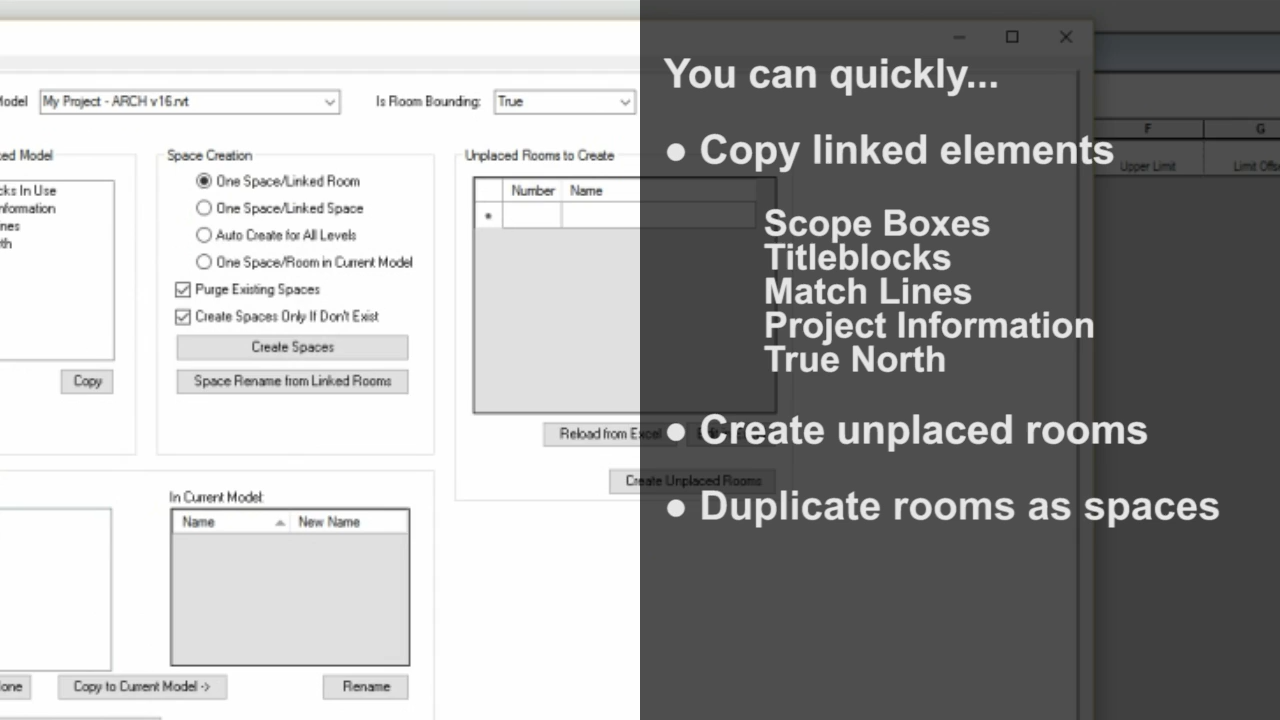 Model
My Project - ARCH v16.rvt
Is Room Bounding:
True
You can quickly...
● Copy linked elements
Scope Boxes
Titleblocks
Match Lines
Project Information
True North
● Create unplaced rooms
● Duplicate rooms as spaces
F
G
Upper Limit
Limit Offs
ed Model
cks In Use
nformation
nes
th
Copy
Space Creation
One Space/Linked Room
One Space/Linked Space
Auto Create for All Levels
One Space/Room in Current Model
Purge Existing Spaces
Create Spaces Only If Don't Exist
Create Spaces
Space Rename from Linked Rooms
Unplaced Rooms to Create
Number
Name
Reload from Excel
Create Unplaced Rooms
In Current Model:
Name
New Name
one
Copy to Current Model ->
Rename